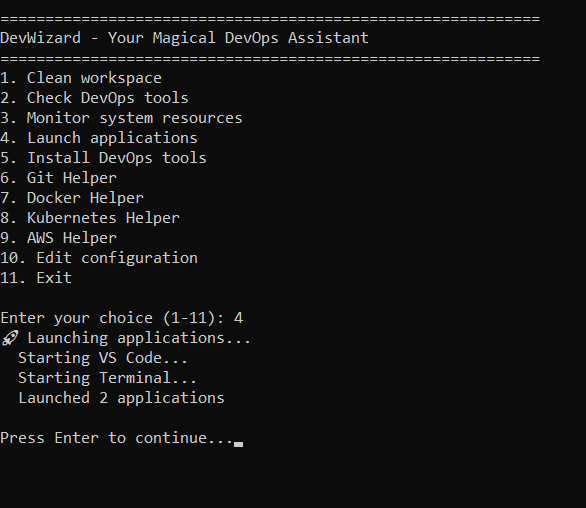 ============================================================
DevWizard - Your Magical DevOps Assistant
============================================================
1. Clean workspace
2. Check DevOps tools
3. Monitor system resources
4. Launch applications
5. Install DevOps tools
6. Git Helper
7. Docker Helper
8. Kubernetes Helper
9. AWS Helper
10. Edit configuration
11. Exit
Enter your choice (1-11): 4
🚀 Launching applications...
Starting VS Code...
Starting Terminal...
Launched 2 applications
Press Enter to continue...